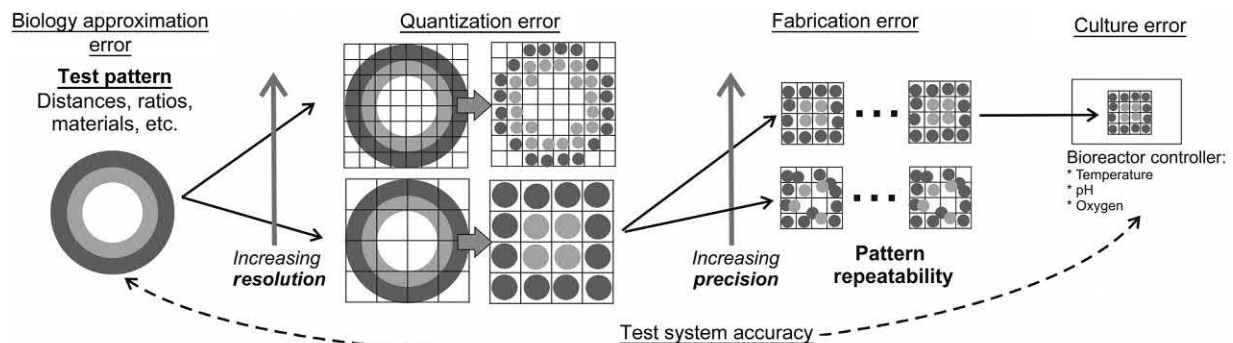 Biology approximation
error
Test pattern
Distances, ratios,
materials, etc.
Increasing
resolution
Quantization error
Increasing
precision
Fabrication error
Pattern
repeatability
Culture error
Bioreactor controller:
* Temperature
* pH
* Oxygen
Test system accuracy